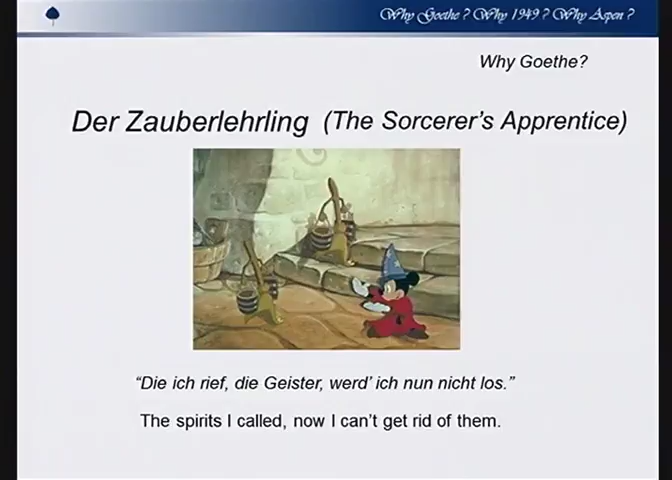 Why Goethe ? Why 1949 ? Why Aspen ?
Why Goethe?
Der Zauberlehrling (The Sorcerer's Apprentice)
“Die ich rief, die Geister, werd’ ich nun nicht los.”
The spirits I called, now I can’t get rid of them.